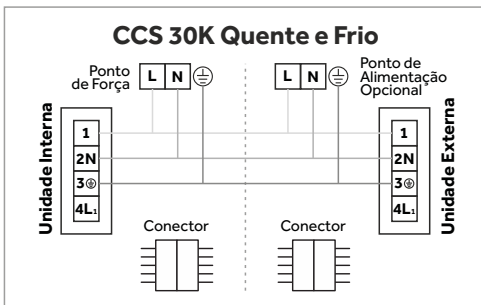 CCS 30K Quente e Frio
Ponto
de Força
L N
L N
Ponto de
Alimentação
Opcional
Unidade Interna
1
2N
3
4L1
1
2N
3
4L1
Unidade Externa
Conector
Conector